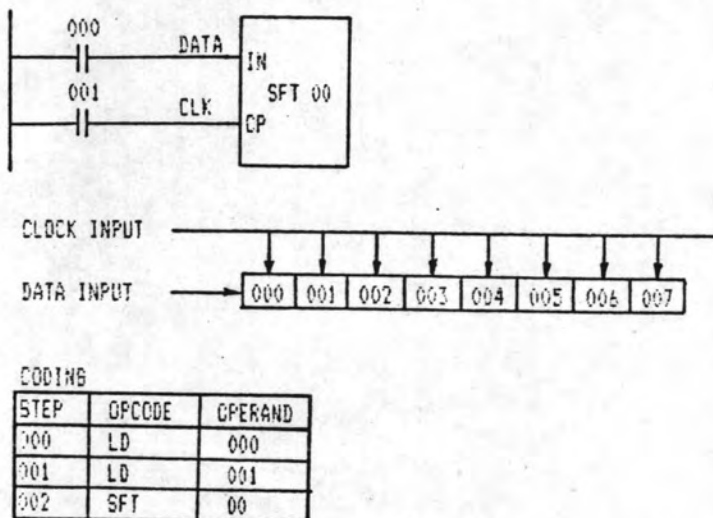 000
DATA
IN
SFT 00
001
CLK
CP
CLOCK INPUT
DATA INPUT
000 001 002 003 004 005 006 007
CODING
STEP OPCODE OPERAND
000 LD 000
001 LD 001
002 SFT 00